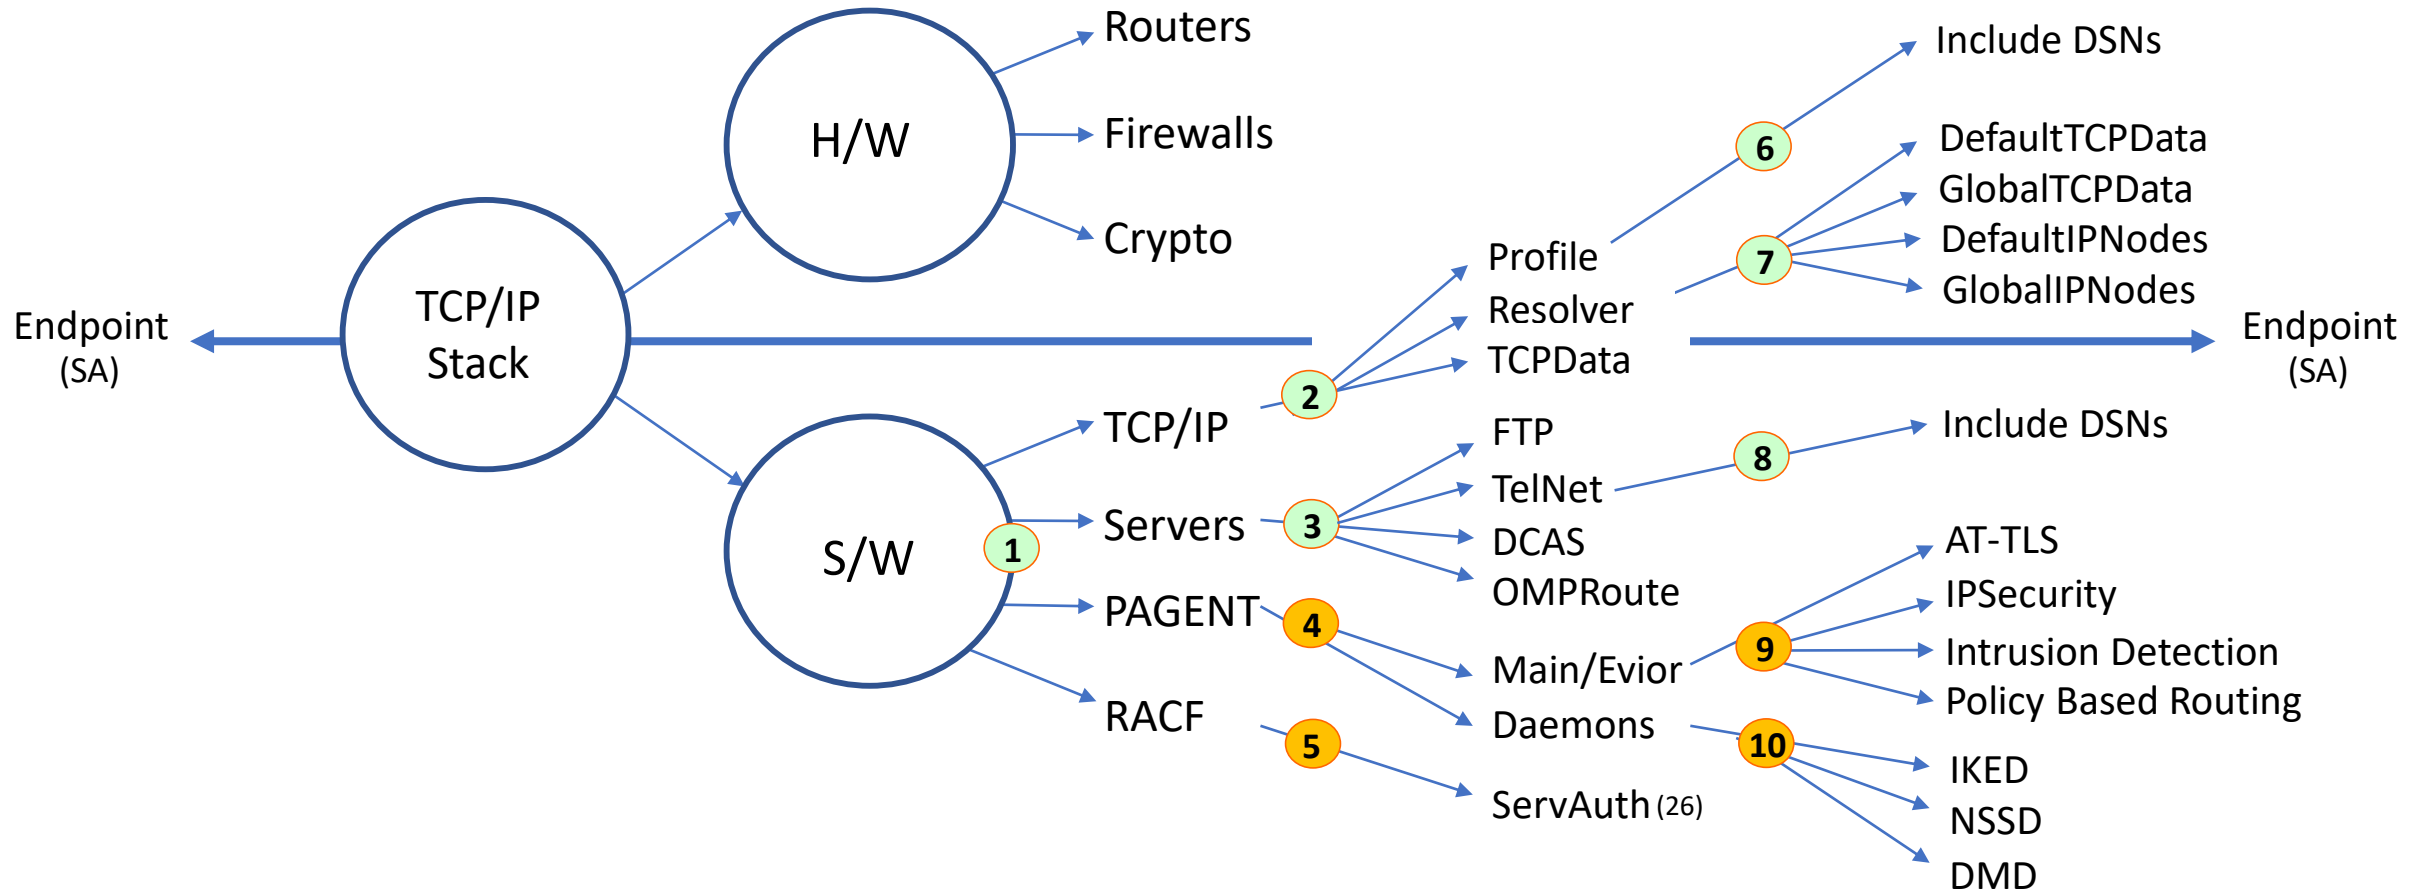 Routers
Firewalls
Crypto
H/W
TCP/IP
Stack
Endpoint
(SA)
S/W
1
TCP/IP
Servers
PAGENT
RACF
2
3
4
5
Profile
Resolver
TCPData
FTP
TelNet
DCAS
OMPRoute
Main/Evior
Daemons
ServAuth (26)
6
7
8
9
10
Include DSNs
DefaultTCPData
GlobalTCPData
DefaultIPNodes
GlobalIPNodes
Endpoint
(SA)
Include DSNs
AT-TLS
IPSecurity
Intrusion Detection
Policy Based Routing
IKED
NSSD
DMD